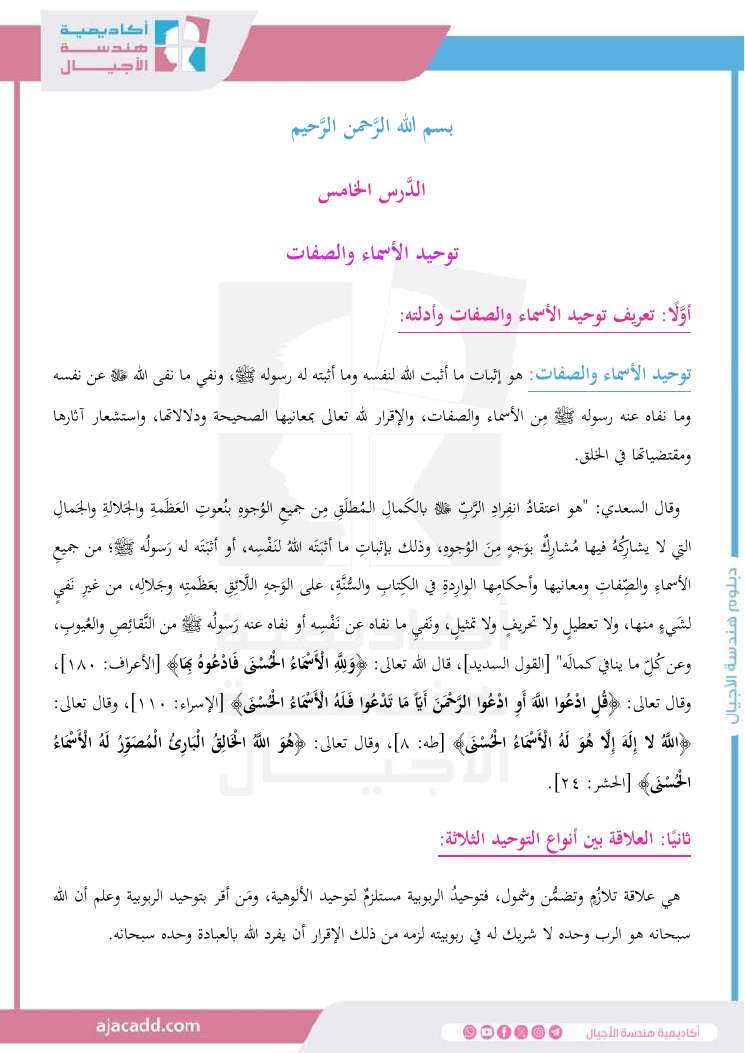 أكاديمية
هندسة
الأجيال
بسم الله الرَّحمن الرَّحيم
الدَّرس الخامس
توحيد الأسماء والصفات
أوَّلًا: تعريف توحيد الأسماء والصفات وأدلته:
توحيد الأسماء والصفات: هو إثبات ما أثبت الله لنفسه وما أثبته له رسوله ﷺ، ونفي ما نفى الله ﷻ عن نفسه
وما نفاه عنه رسوله ﷺ مِن الأسماء والصفات، والإقرار لله تعالى بمعانيها الصحيحة ودلالاتها، واستشعار آثارها
ومقتضياتها في الخلق.
وقال السعدي: "هو اعتقادُ انفِرادِ الرَّبِّ ﷻ بالكَمالِ المُطلَقِ مِن جميعِ الوُجوهِ بنُعوتِ العَظَمةِ والجَلالةِ والجَمالِ
التي لا يشارِكُهُ فيها مُشارِكٌ بوَجهٍ مِنَ الوُجوهِ، وذلك بإثباتِ ما أثبَتَه اللهُ لنَفْسِه، أو أثبَتَه له رَسولُه ﷺ؛ من جميعِ
الأسماءِ والصِّفاتِ ومعانيها وأحكامِها الوارِدةِ في الكِتابِ والسُّنَّةِ، على الوَجهِ اللَّائِقِ بعَظَمتِه وجَلالِه، من غيرِ نَفيٍ
لشَيءٍ منها، ولا تعطيلٍ ولا تحريفٍ ولا تمثيلٍ، ونَفيِ ما نفاه عن نَفْسِه أو نفاه عنه رَسولُه ﷺ من النَّقائِصِ والعُيوبِ،
وعن كُلِّ ما ينافي كمالَه" [القول السديد]، قال الله تعالى: ﴿وَلِلَّهِ الْأَسْمَاءُ الْحُسْنَى فَادْعُوهُ بِهَا﴾ [الأعراف: ١٨٠]،
وقال تعالى: ﴿قُلِ ادْعُوا اللَّهَ أَوِ ادْعُوا الرَّحْمَنَ أَيّاً مَا تَدْعُوا فَلَهُ الْأَسْمَاءُ الْحُسْنَى﴾ [الإسراء: ١١٠]، وقال تعالى:
﴿اللَّهُ لا إِلَهَ إِلَّا هُوَ لَهُ الْأَسْمَاءُ الْحُسْنَى﴾ [طه: ٨]، وقال تعالى: ﴿هُوَ اللَّهُ الْخَالِقُ الْبَارِئُ الْمُصَوِّرُ لَهُ الْأَسْمَاءُ
الْحُسْنَى﴾ [الحشر: ٢٤].
ثانيًا: العلاقة بين أنواع التوحيد الثلاثة:
هي علاقة تلازُمٍ وتضمُّن وشمول، فتوحيدُ الربوبية مستلزمٌ لتوحيد الألوهية، ومَن أقر بتوحيد الربوبية وعلم أن الله
سبحانه هو الرب وحده لا شريك له في ربوبيته لزمه من ذلك الإقرار أن يفرد الله بالعبادة وحده سبحانه.
دبلوم هندسة الأجيال
أكاديمية
هندسة
الأجيال
ajacadd.com
أكاديمية هندسة الأجيال